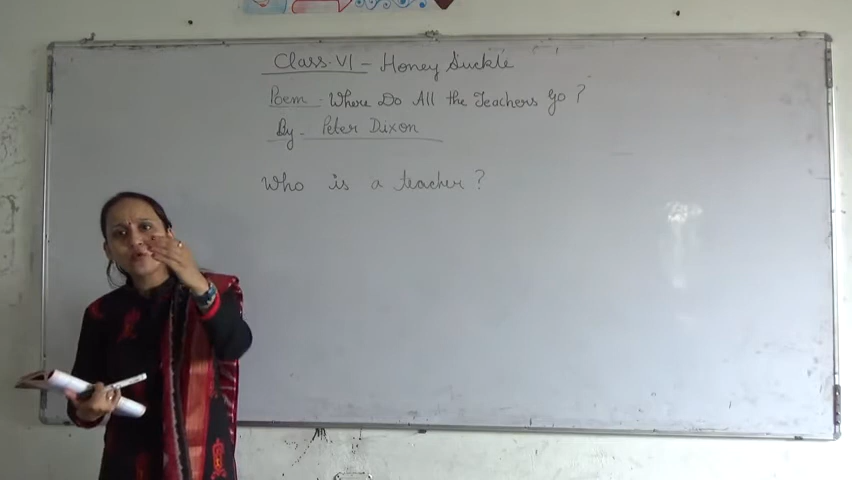 Class-VI - Honey Suckle
Poem. Where Do All the Teachers Go?
By- Peter Dixon
Who is a teacher?